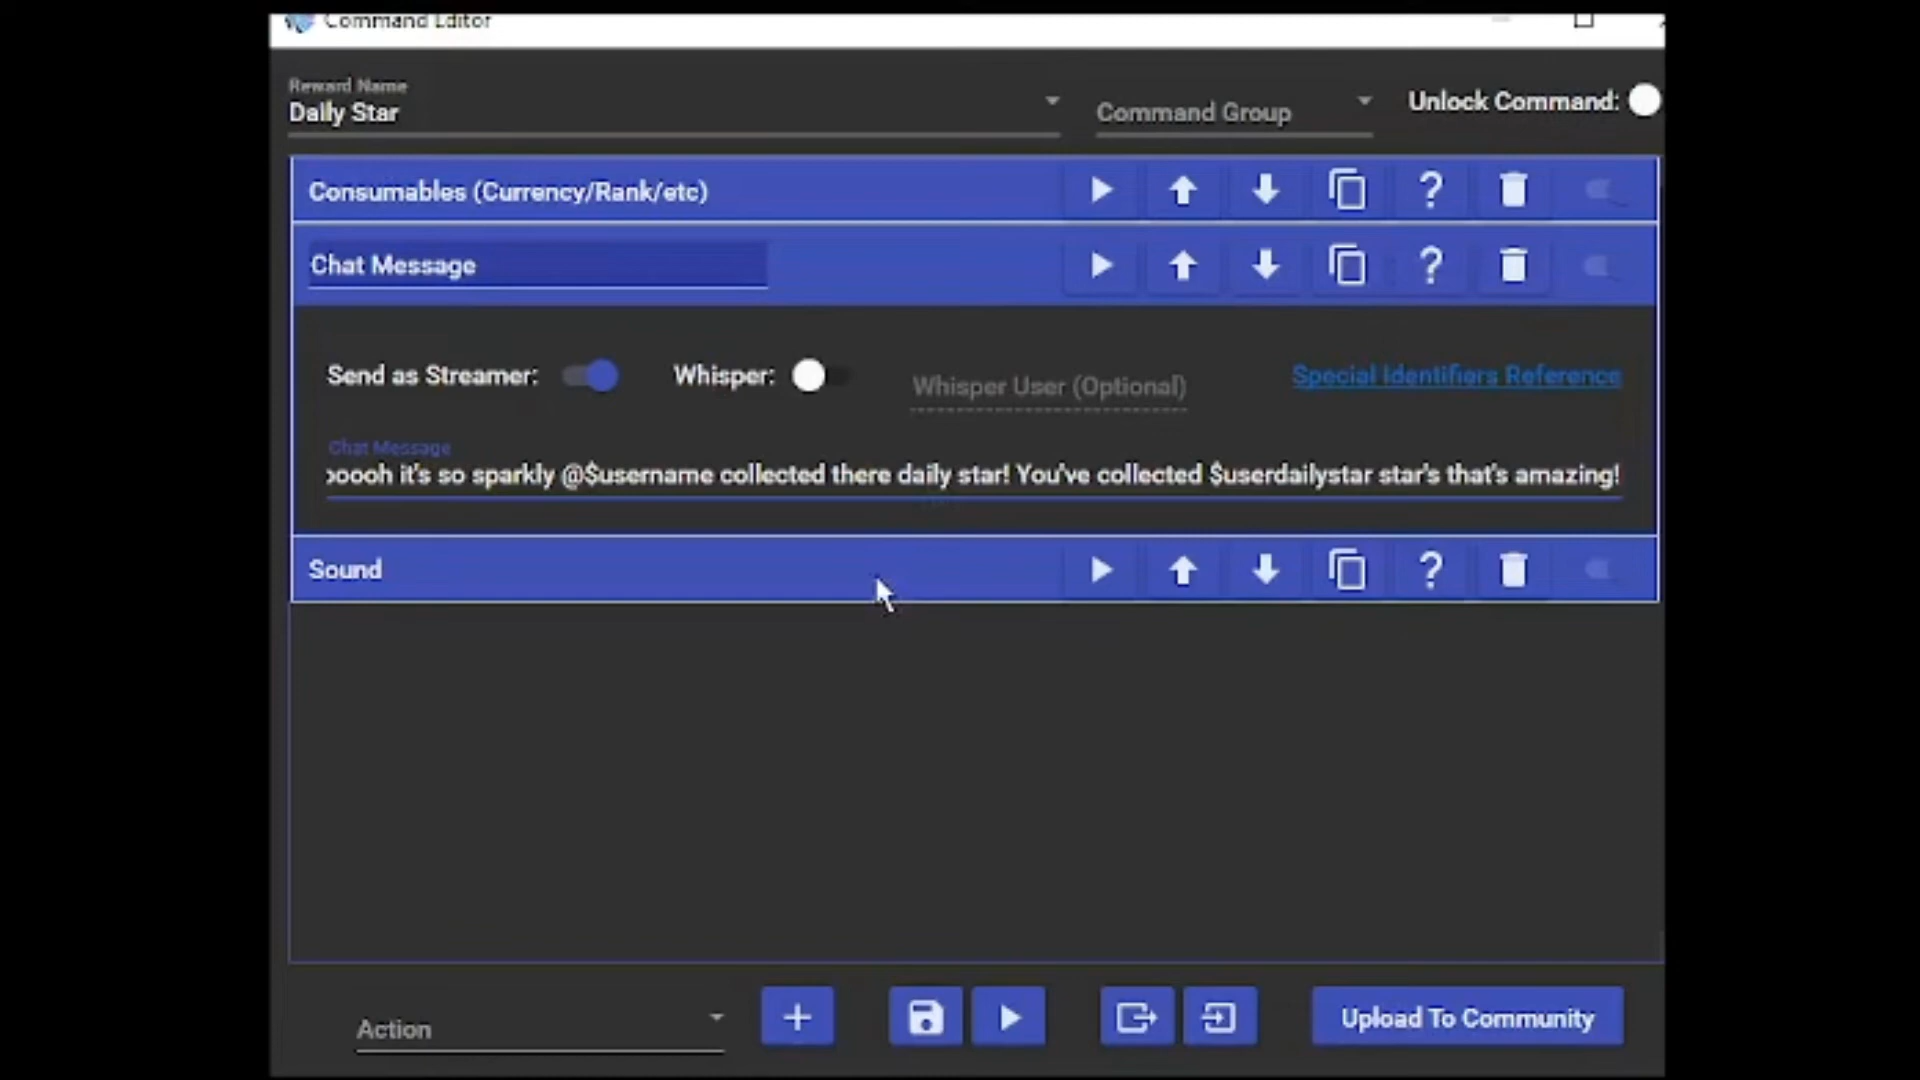 Command Editor
Reward Name
Daily Star
Command Group
Unlock Command:
Consumables (Currency/Rank/etc)
Chat Message
Send as Streamer:
Whisper:
Whisper User (Optional)
Special Identifiers Reference
Chat Message
it's so sparkly @$username collected there daily star! You've collected $userdailystar star's that's amazing!
Sound
Action
Upload To Community